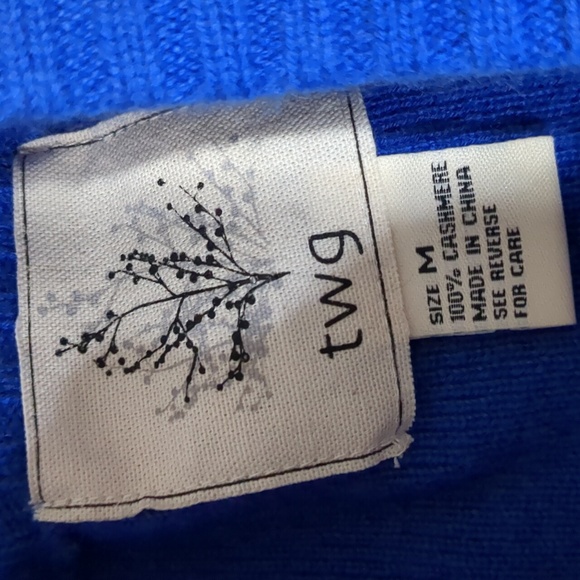 twg
SIZE M
100% CASHMERE
MADE IN CHINA
SEE REVERSE
FOR CARE